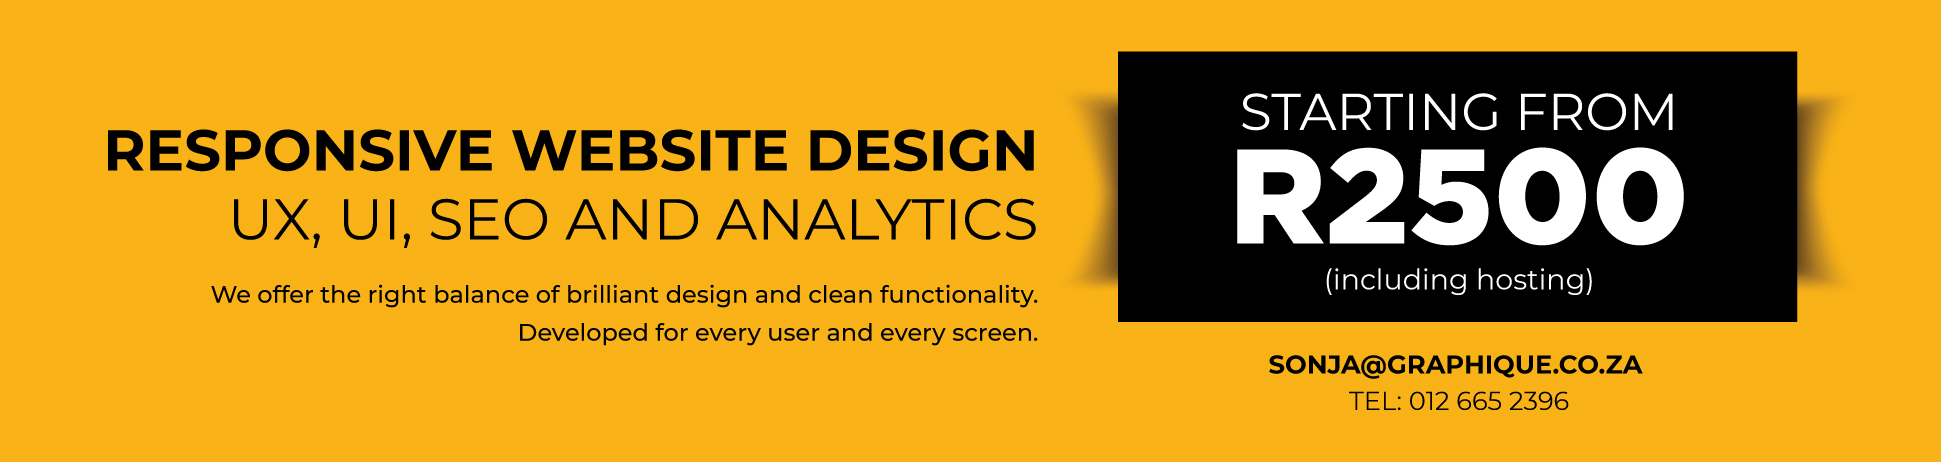 RESPONSIVE WEBSITE DESIGN
UX, UI, SEO AND ANALYTICS
We offer the right balance of brilliant design and clean functionality.
Developed for every user and every screen.
STARTING FROM
R2500
(including hosting)
SONJA@GRAPHIQUE.CO.ZA
TEL: 012 665 2396